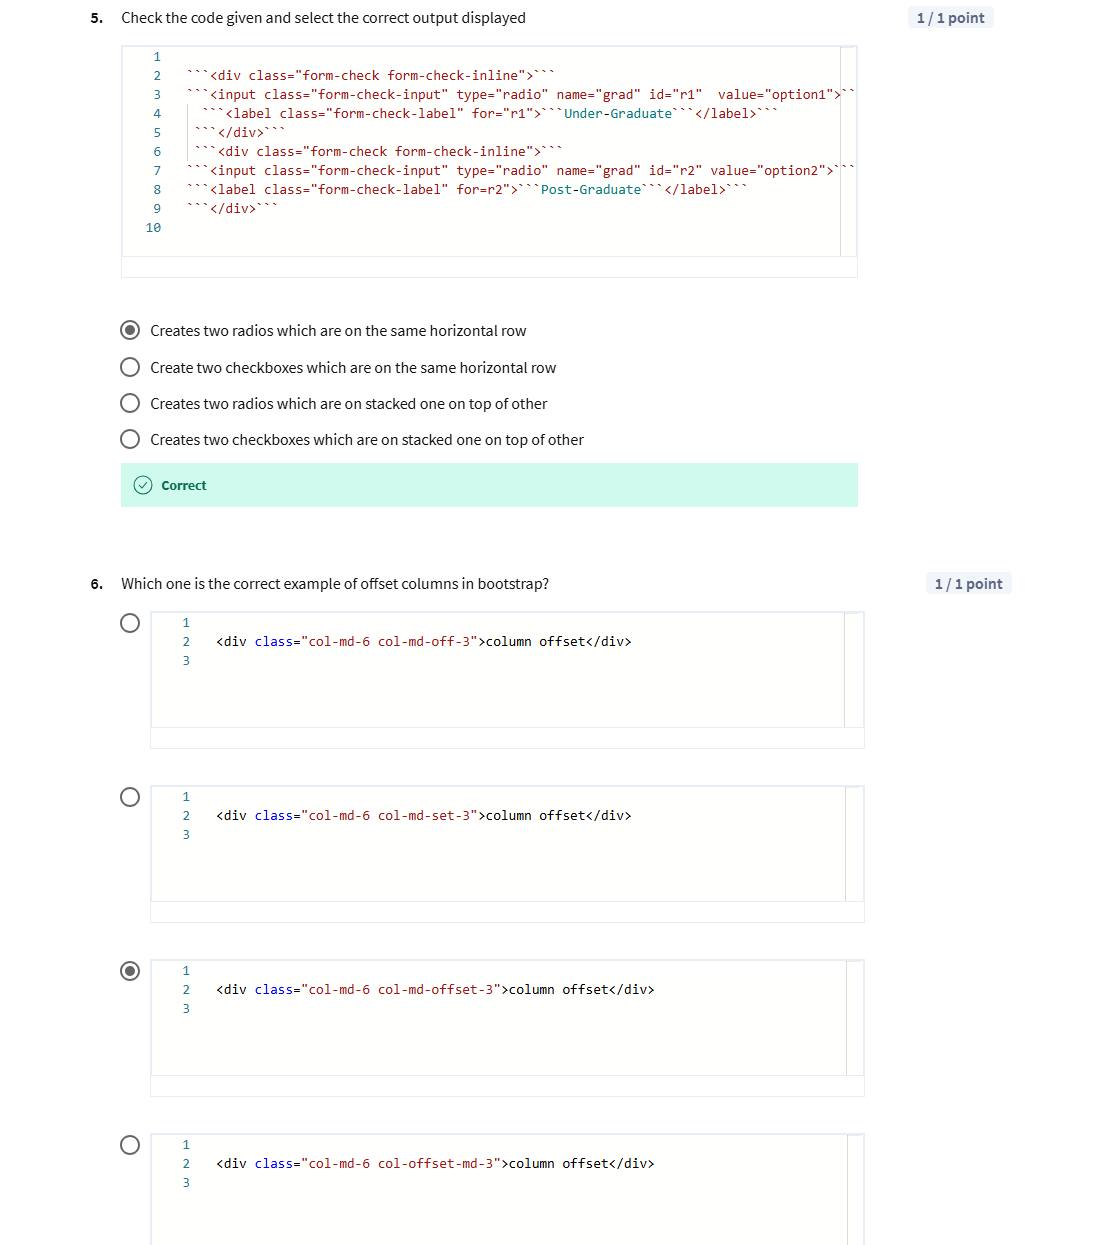 5. Check the code given and select the correct output displayed 1 / 1 point
1
2 ```<div class="form-check form-check-inline">```
3 ```<input class="form-check-input" type="radio" name="grad" id="r1"  value="option1">``
4 ```<label class="form-check-label" for="r1">```Under-Graduate```</label>```
5 ```</div>```
6 ```<div class="form-check form-check-inline">```
7 ```<input class="form-check-input" type="radio" name="grad" id="r2" value="option2">```
8 ```<label class="form-check-label" for=r2">```Post-Graduate```</label>```
9 ```</div>```
10
Creates two radios which are on the same horizontal row
Create two checkboxes which are on the same horizontal row
Creates two radios which are on stacked one on top of other
Creates two checkboxes which are on stacked one on top of other
Correct
6. Which one is the correct example of offset columns in bootstrap? 1 / 1 point
1
2 <div class="col-md-6 col-md-off-3">column offset</div>
3
1
2 <div class="col-md-6 col-md-set-3">column offset</div>
3
1
2 <div class="col-md-6 col-md-offset-3">column offset</div>
3
1
2 <div class="col-md-6 col-offset-md-3">column offset</div>
3